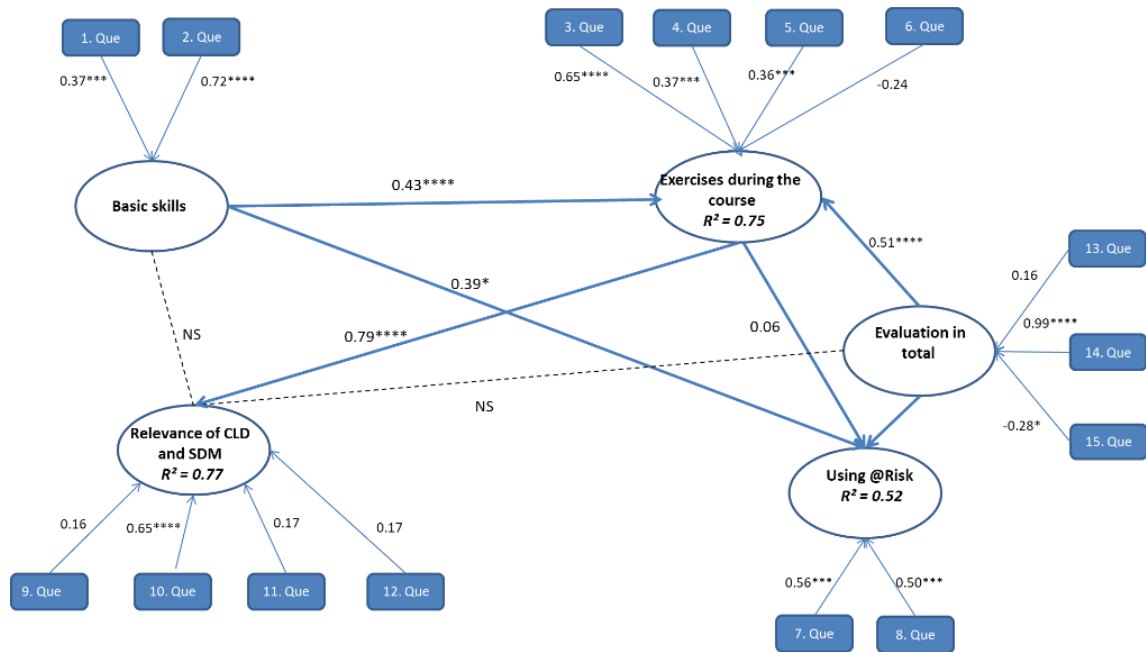 1. Que
2. Que
3. Que
4. Que
5. Que
6. Que
0.37***
0.72****
0.65****
0.37***
0.36***
-0.24
Basic skills
0.43****
Exercises during the
course
R² = 0.75
0.51****
13. Que
0.16
0.39*
0.99****
14. Que
NS
0.79****
0.06
Evaluation in
total
NS
-0.28*
15. Que
Relevance of CLD
and SDM
R² = 0.77
Using @Risk
R² = 0.52
0.16
0.65****
0.17
0.17
9. Que
10. Que
11. Que
12. Que
0.56***
0.50***
7. Que
8. Que